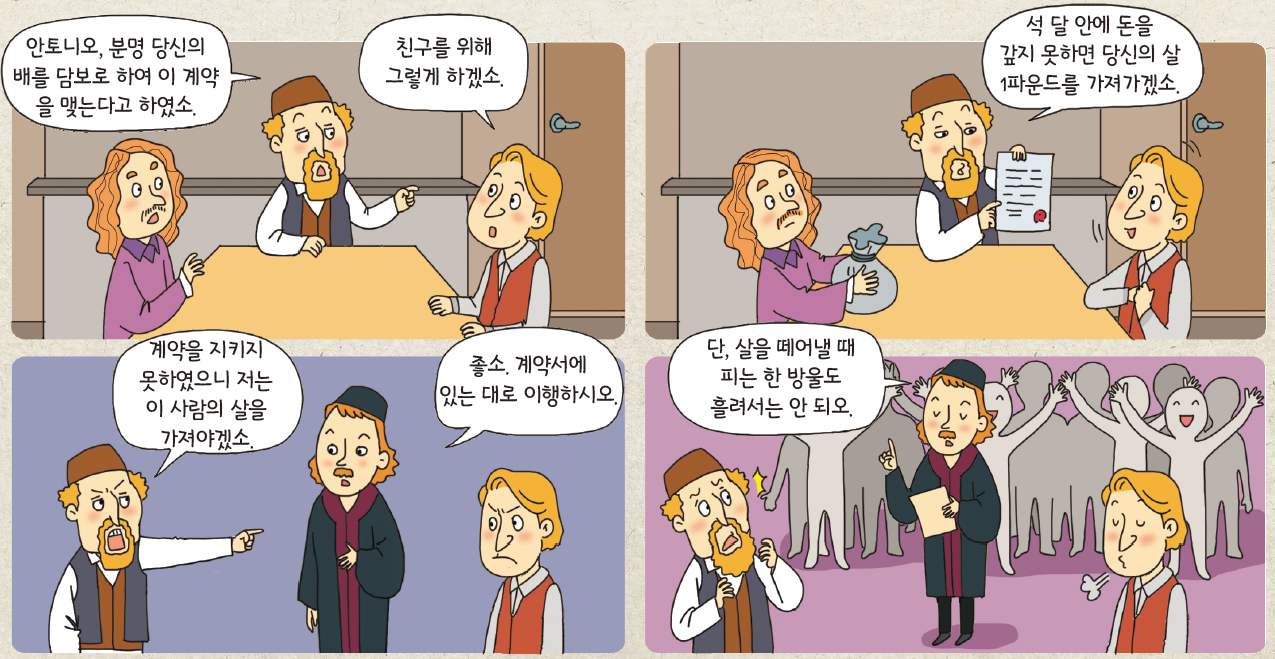 안토니오, 분명 당신의
배를 담보로 하여 이 계약
을 맺는다고 하였소.
친구를 위해
그렇게 하겠소.
석 달 안에 돈을
갚지 못하면 당신의 살
1파운드를 가져가겠소.
계약을 지키지
못하였으니 저는
이 사람의 살을
가져야겠소.
좋소. 계약서에
있는 대로 이행하시오.
단, 살을 떼어낼 때
피는 한 방울도
흘려서는 안 되오.